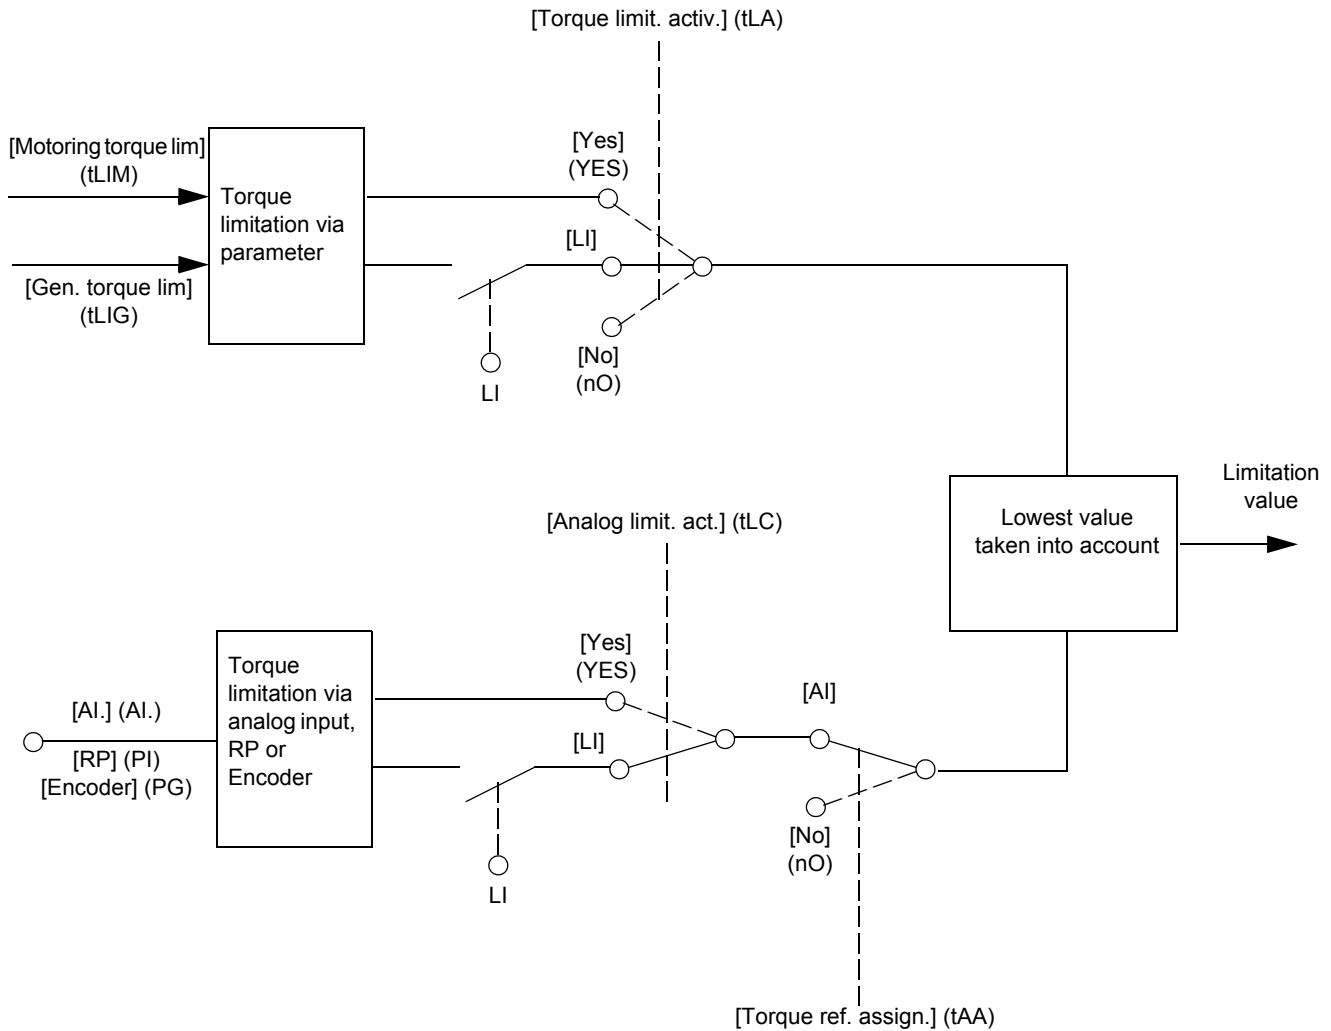 [Torque limit. activ.] (tLA)
[Motoring torque lim]
(tLIM)
Torque
limitation via
parameter
[Gen. torque lim]
(tLIG)
[Yes]
(YES)
[LI]
LI
[No]
(nO)
Limitation
value
Lowest value
taken into account
[Analog limit. act.] (tLC)
[Yes]
(YES)
Torque
limitation via
analog input,
RP or
Encoder
[AI.] (AI.)
[RP] (PI)
[Encoder] (PG)
[LI]
LI
[AI]
[No]
(nO)
[Torque ref. assign.] (tAA)